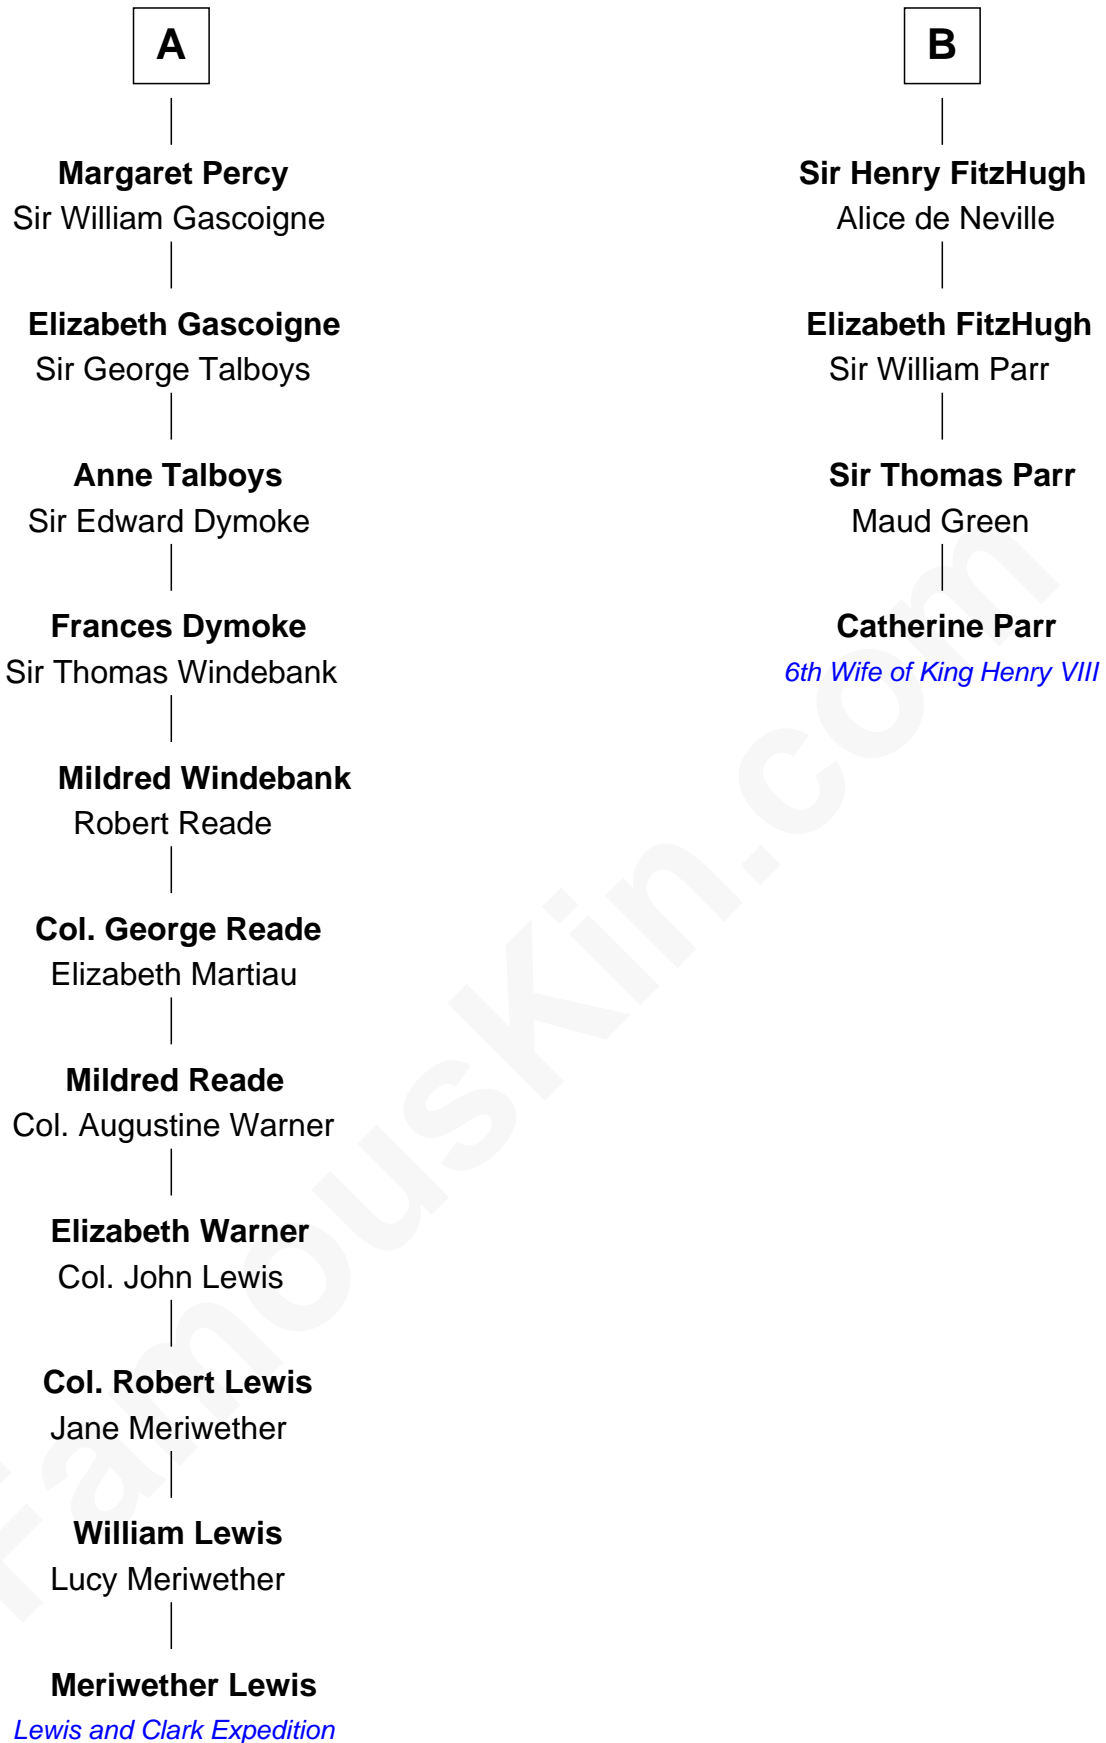 A
Margaret Percy
Sir William Gascoigne
Elizabeth Gascoigne
Sir George Talboys
Anne Talboys
Sir Edward Dymoke
Frances Dymoke
Sir Thomas Windebank
Mildred Windebank
Robert Reade
Col. George Reade
Elizabeth Martiau
Mildred Reade
Col. Augustine Warner
Elizabeth Warner
Col. John Lewis
Col. Robert Lewis
Jane Meriwether
William Lewis
Lucy Meriwether
Meriwether Lewis
Lewis and Clark Expedition
B
Sir Henry FitzHugh
Alice de Neville
Elizabeth FitzHugh
Sir William Parr
Sir Thomas Parr
Maud Green
Catherine Parr
6th Wife of King Henry VIII
FamousKin.com